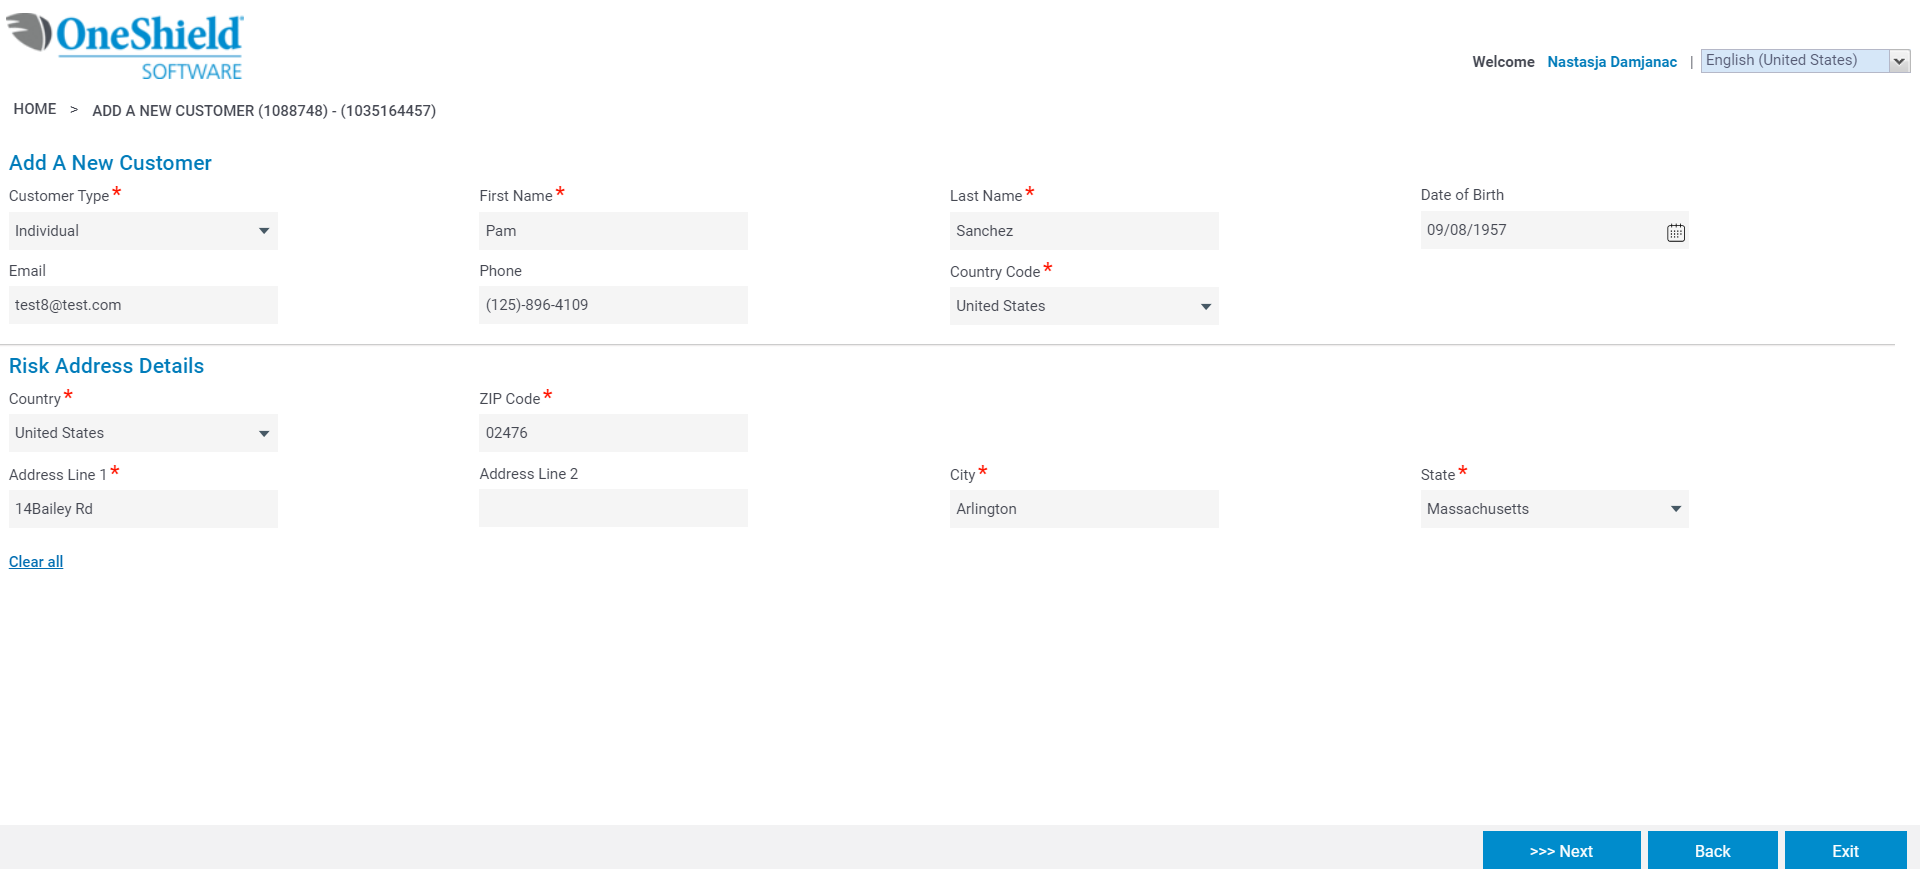 OneShield
SOFTWARE
Welcome Nastasja Damjanac | English (United States)
HOME > ADD A NEW CUSTOMER (1088748) - (1035164457)
Add A New Customer
Customer Type * First Name * Last Name * Date of Birth
Individual Pam Sanchez 09/08/1957
Email Phone Country Code *
test8@test.com (125)-896-4109 United States
Risk Address Details
Country * ZIP Code *
United States 02476
Address Line 1 * Address Line 2 City * State *
14Bailey Rd Arlington Massachusetts
Clear all
>>> Next Back Exit